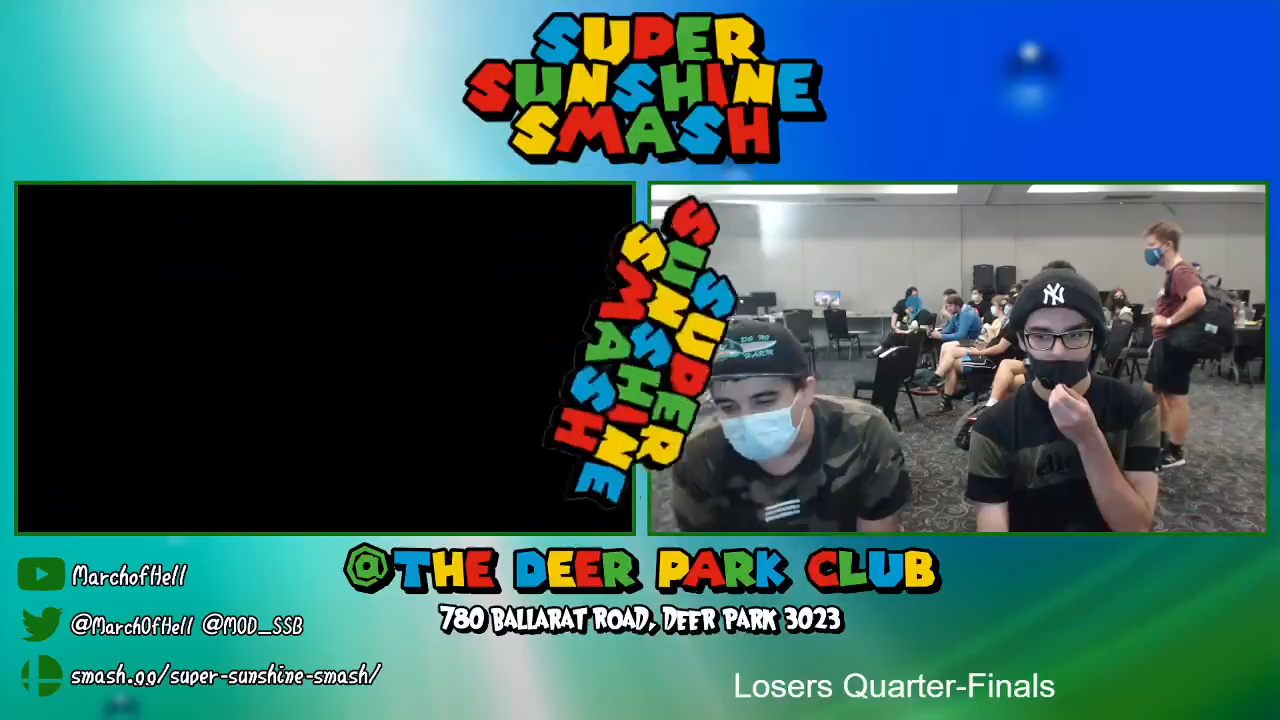 SUPER
SUNSHINE
SMASH
SUPER
SUNSHINE
SMASH
NY
@THE DEER PARK CLUB
780 BALLARAT ROAD, DEER PARK 3023
MarchofHell
@MarchOfHell @MOD_SSB
smash.gg/super-sunshine-smash/
Losers Quarter-Finals